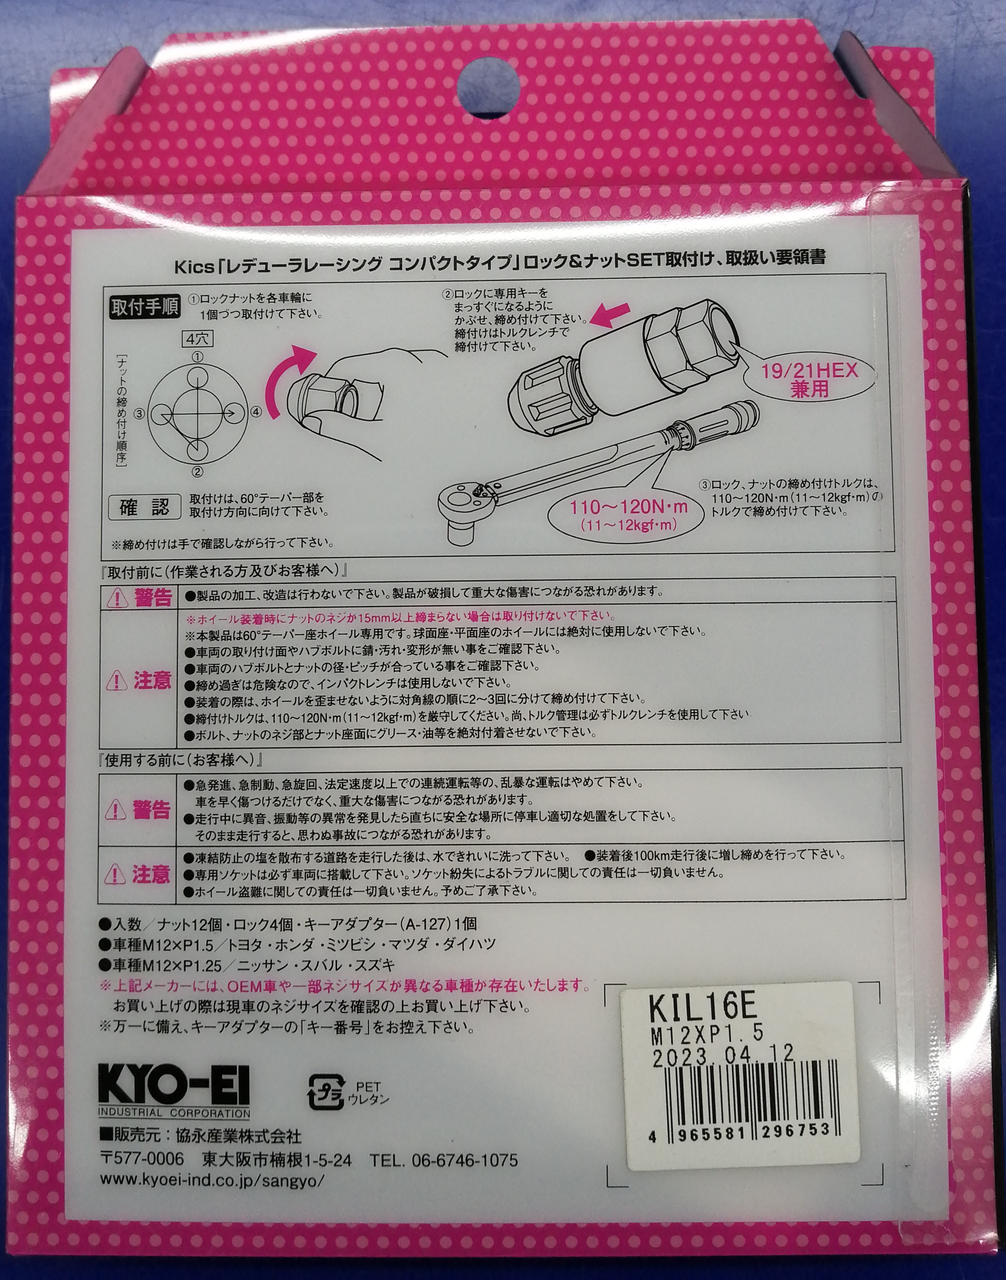 Kics「レデューラレーシング コンパクトタイプ」ロック&ナットSET取付け、取扱い要領書
取付手順
①ロックナットを各車輪に
1個づつ取付けて下さい。
4穴
[ナットの締め付け順序]
①
③
④
②
確認
取付けは、60°テーパー部を
取付け方向に向けて下さい。
※締め付けは手で確認しながら行って下さい。
②ロックに専用キーを
まっすぐになるように
かぶせ、締め付けて下さい。
締付けはトルクレンチで
締付けて下さい。
19/21HEX
兼用
110～120N・m
(11～12kgf・m)
③ロック、ナットの締め付けトルクは、
110～120N・m(11～12kgf・m)の
トルクで締め付けて下さい。
『取付前に(作業される方及びお客様へ)』
警告
●製品の加工、改造は行わないで下さい。製品が破損して重大な傷害につながる恐れがあります。
注意
※ホイール装着時にナットのネジが15mm以上締まらない場合は取り付けないで下さい。
※本製品は60°テーパー座ホイール専用です。球面座・平面座のホイールには絶対に使用しないで下さい。
●車両の取り付け面やハブボルトに錆・汚れ・変形が無い事をご確認下さい。
●車両のハブボルトとナットの径・ピッチが合っている事をご確認下さい。
●締め過ぎは危険なので、インパクトレンチは使用しないで下さい。
●装着の際は、ホイールを歪ませないように対角線の順に2～3回に分けて締め付けて下さい。
●締付けトルクは、110～120N・m(11～12kgf・m)を厳守してください。尚、トルク管理は必ずトルクレンチを使用して下さい
●ボルト、ナットのネジ部とナット座面にグリース・油等を絶対付着させないで下さい。
『使用する前に(お客様へ)』
警告
●急発進、急制動、急旋回、法定速度以上での連続運転等の、乱暴な運転はやめて下さい。
車を早く傷つけるだけでなく、重大な傷害につながる恐れがあります。
●走行中に異音、振動等の異常を発見したら直ちに安全な場所に停車し適切な処置をして下さい。
そのまま走行すると、思わぬ事故につながる恐れがあります。
注意
●凍結防止の塩を散布する道路を走行した後は、水できれいに洗って下さい。 ●装着後100km走行後に増し締めを行って下さい。
●専用ソケットは必ず車両に搭載して下さい。ソケット紛失によるトラブルに関しての責任は一切負いません。
●ホイール盗難に関しての責任は一切負いません。予めご了承下さい。
●入数／ナット12個・ロック4個・キーアダプター(A-127)1個
●車種M12×P1.5／トヨタ・ホンダ・ミツビシ・マツダ・ダイハツ
●車種M12×P1.25／ニッサン・スバル・スズキ
※上記メーカーには、OEM車や一部ネジサイズが異なる車種が存在いたします。
お買い上げの際は現車のネジサイズを確認の上お買い上げ下さい。
※万一に備え、キーアダプターの「キー番号」をお控え下さい。
KYO-EI
INDUSTRIAL CORPORATION
プラ
PET
ウレタン
■販売元：協永産業株式会社
〒577-0006 東大阪市楠根1-5-24 TEL. 06-6746-1075
www.kyoei-ind.co.jp/sangyo/
KIL16E
M12XP1.5
2023.04.12
4 965581 296753